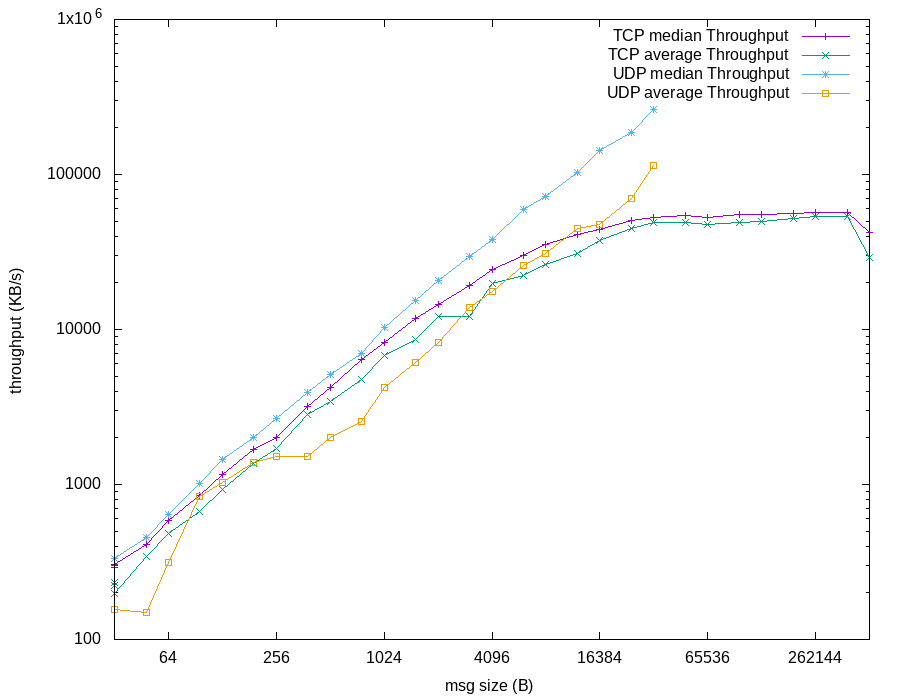 1x10^6
100000
10000
1000
100
throughput (KB/s)
TCP median Throughput
TCP average Throughput
UDP median Throughput
UDP average Throughput
64 256 1024 4096 16384 65536 262144
msg size (B)